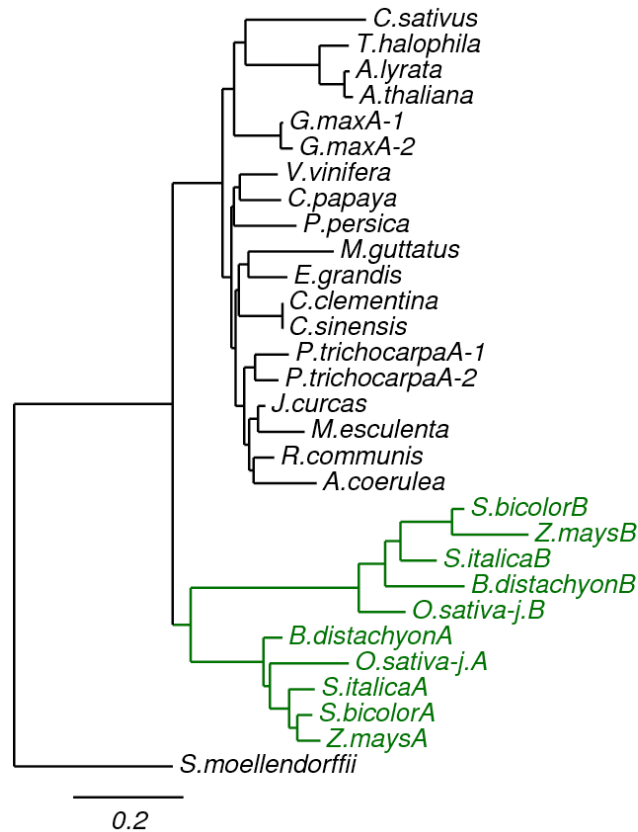 C.sativus
T.halophila
A.lyrata
A.thaliana
G.maxA-1
G.maxA-2
V.vinifera
C.papaya
P.persica
M.guttatus
E.grandis
C.clementina
C.sinensis
P.trichocarpaA-1
P.trichocarpaA-2
J.curcas
M.esculenta
R.communis
A.coerulea
S.bicolorB
Z.maysB
S.italicaB
B.distachyonB
O.sativa-j.B
B.distachyonA
O.sativa-j.A
S.italicaA
S.bicolorA
Z.maysA
S.moellendorffii
0.2